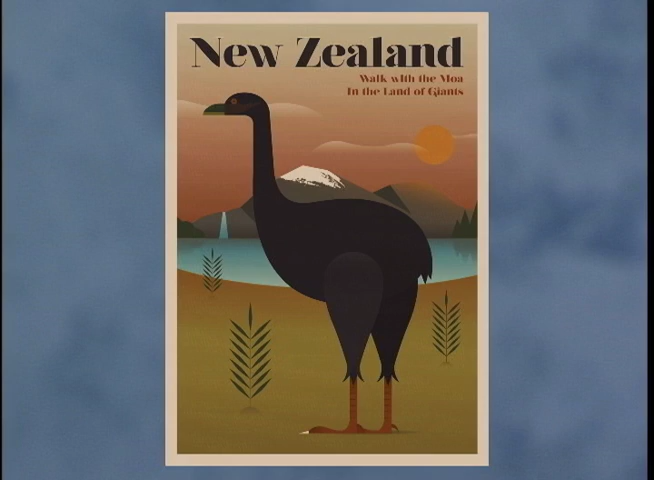 New Zealand
Walk with the Moa
In the Land of Giants